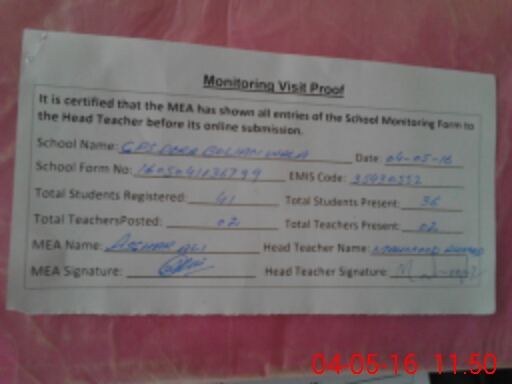 Monitoring Visit Proof
It is certified that the MEA has shown all entries of the School Monitoring Form to
the Head Teacher before its online submission.
School Name: GPS Date: 04-05-16
School Form No: EMIS Code:
Total Students Registered: 41 Total Students Present: 36
Total TeachersPosted: 02 Total Teachers Present: 02
MEA Name: ALI Head Teacher Name:
MEA Signature: Head Teacher Signature:
04-05-16 11:50